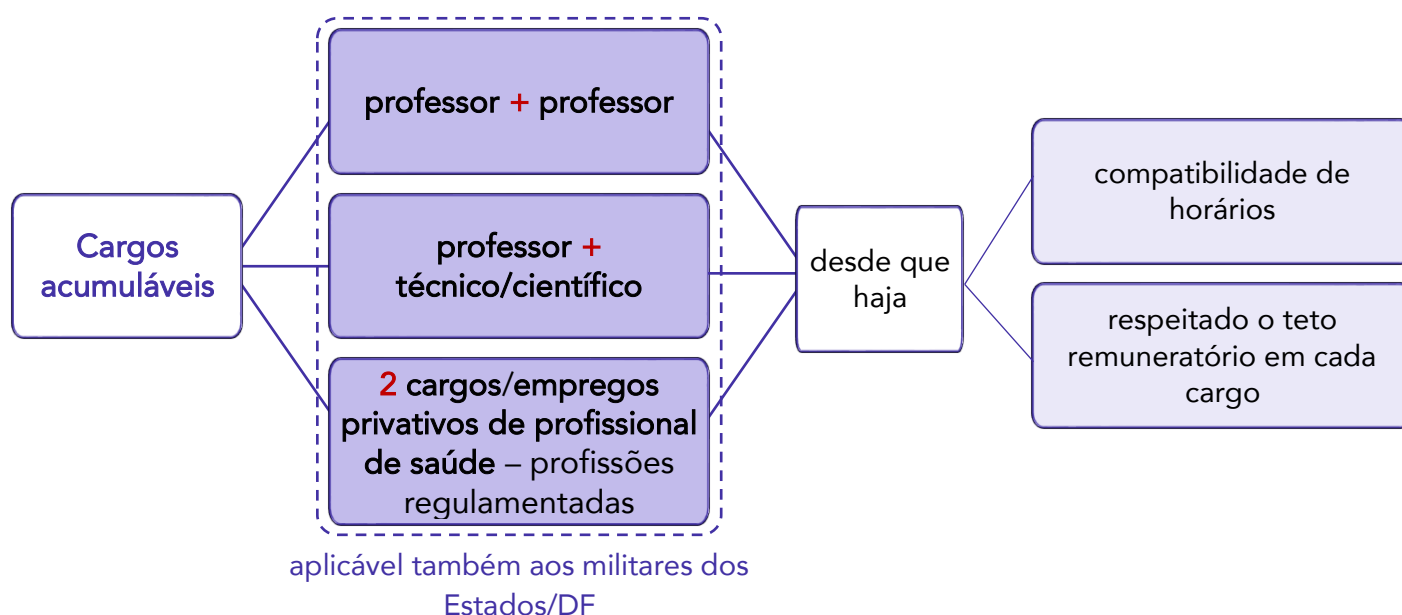 Cargos
acumuláveis
professor + professor
professor +
técnico/científico
2 cargos/empregos
privativos de profissional
de saúde – profissões
regulamentadas
aplicável também aos militares dos
Estados/DF
desde que
haja
compatibilidade de
horários
respeitado o teto
remuneratório em cada
cargo